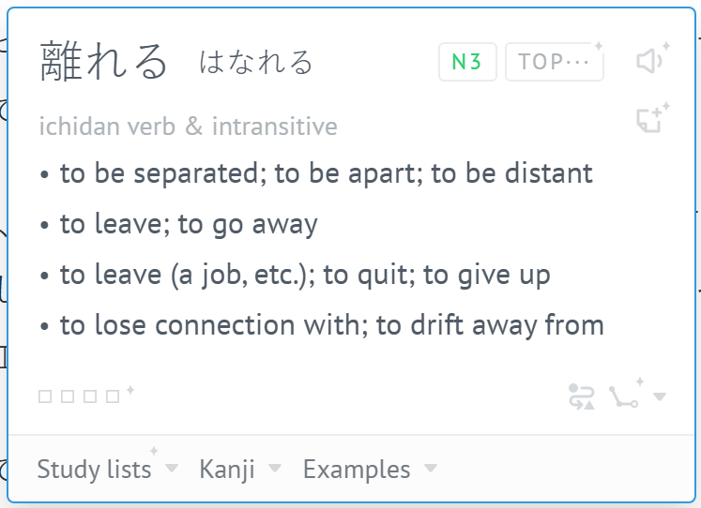 離れる はなれる N3 TOP···
ichidan verb & intransitive
• to be separated; to be apart; to be distant
• to leave; to go away
• to leave (a job, etc.); to quit; to give up
• to lose connection with; to drift away from
Study lists Kanji Examples